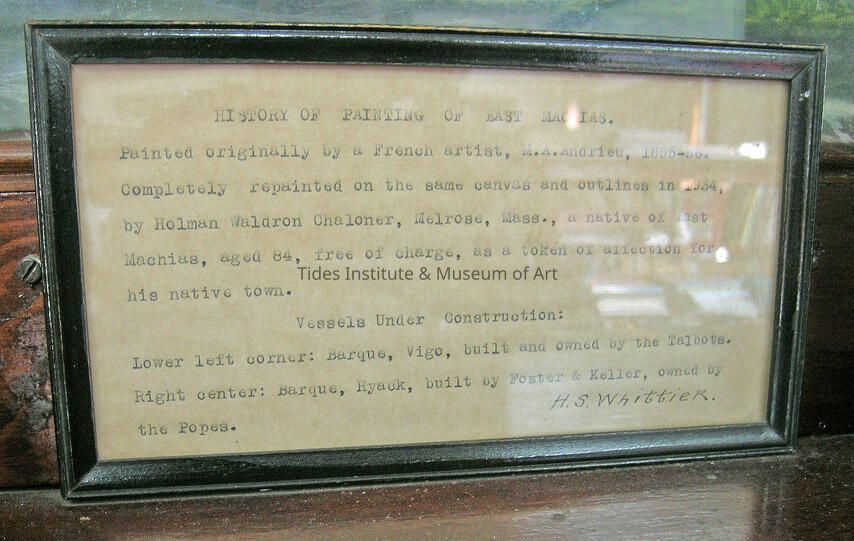 HISTORY OF PAINTING OF EAST MACHIAS.
Painted originally by a French artist, M.A.Andrieu, 1855-56.
Completely repainted on the same canvas and outlines in 1934,
by Holman Waldron Chaloner, Melrose, Mass., a native of East
Machias, aged 84, free of charge, as a token of affection for
Tides Institute & Museum of Art
his native town.
Vessels Under Construction:
Lower left corner: Barque, Vigo, built and owned by the Talbots.
Right center: Barque, Hyack, built by Foster & Keller, owned by
H.S. Whittier.
the Popes.